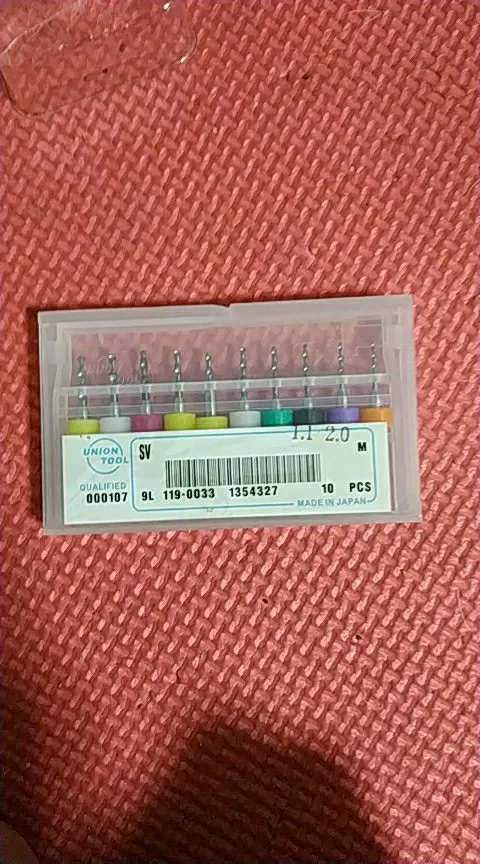 1.1-2.0
UNION TOOL
SV
M
QUALIFIED
000107
9L 119-0033 1354327 10 PCS
MADE IN JAPAN